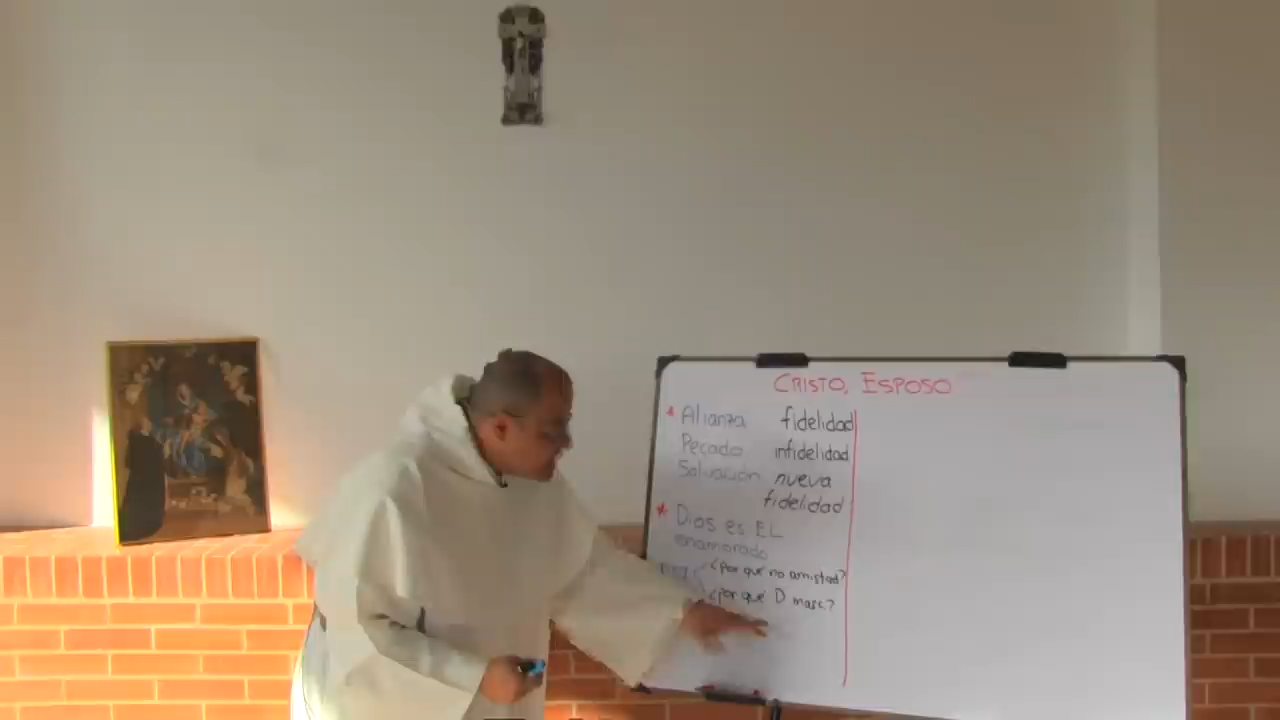 CRISTO, ESPOSO
* Alianza fidelidad
Pecado infidelidad
Salvación nueva
fidelidad
* Dios es EL
enamorado
¿Por qué no amistad?
¿por qué D masc?